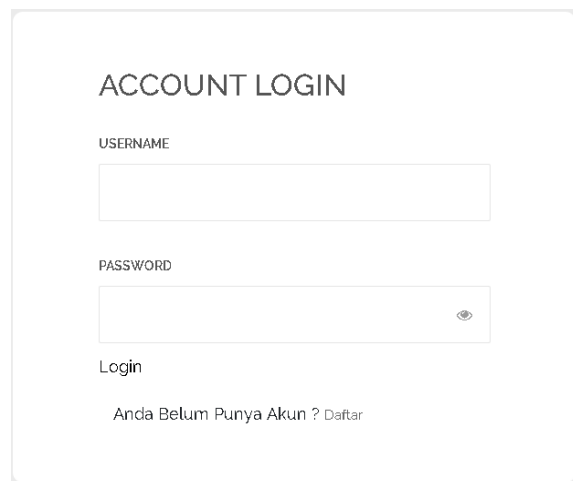 ACCOUNT LOGIN
USERNAME
PASSWORD
Login
Anda Belum Punya Akun ? Daftar